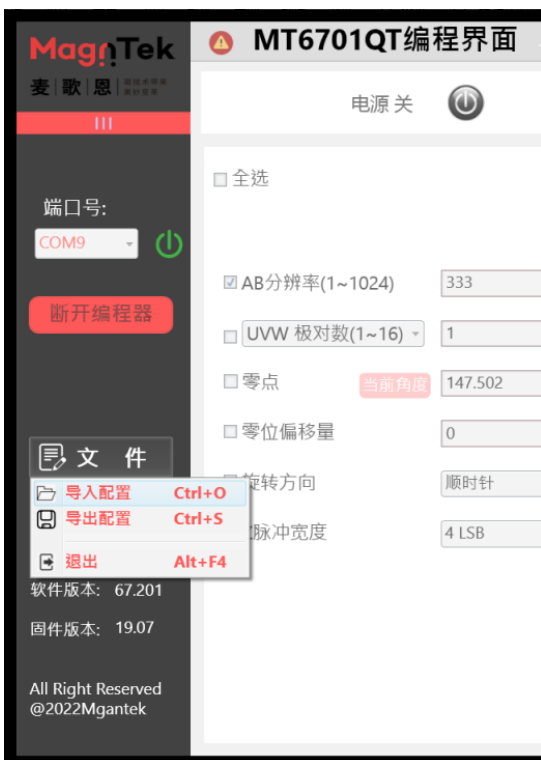 MagnTek
麦|歌|恩
MT6701QT编程界面
电源 关
端口号:
COM9
断开编程器
全选
AB分辨率(1~1024) 333
UVW 极对数(1~16) 1
零点 当前角度 147.502
零位偏移量 0
旋转方向 顺时针
脉冲宽度 4 LSB
文 件
导入配置 Ctrl+O
导出配置 Ctrl+S
退出 Alt+F4
软件版本: 67.201
固件版本: 19.07
All Right Reserved
@2022Mgantek